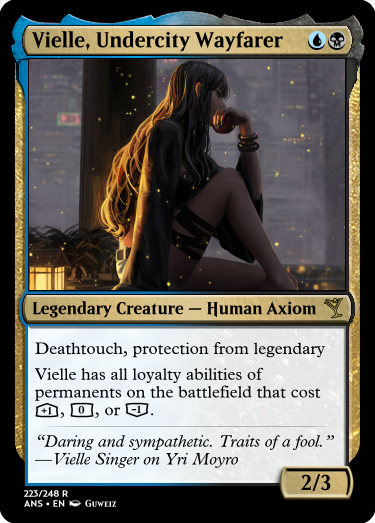 Vielle, Undercity Wayfarer
Legendary Creature — Human Axiom
Deathtouch, protection from legendary
Vielle has all loyalty abilities of
permanents on the battlefield that cost
+1, 0, or -1.
“Daring and sympathetic. Traits of a fool.”
—Vielle Singer on Yri Moyro
2/3
223/248 R
ANS • EN Guweiz